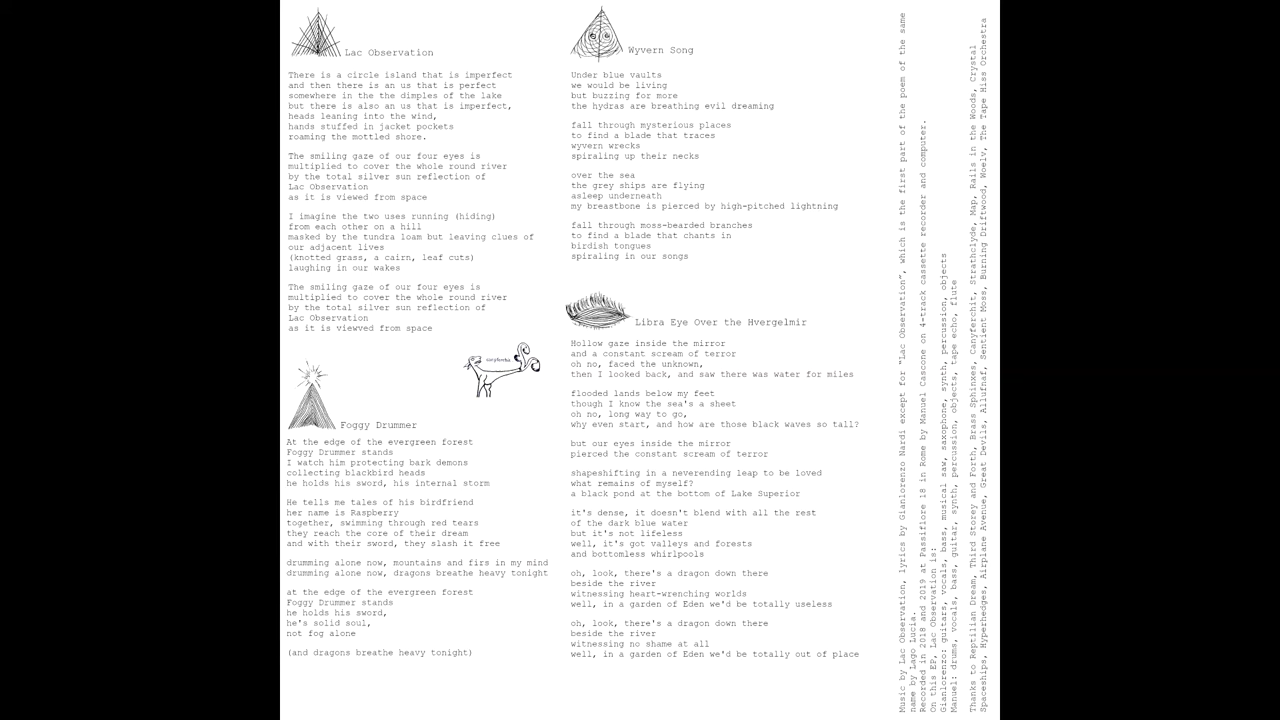 Lac Observation
There is a circle island that is imperfect
and then there is an us that is perfect
somewhere in the the dimples of the lake
but there is also an us that is imperfect,
heads leaning into the wind,
hands stuffed in jacket pockets
roaming the mottled shore.
The smiling gaze of our four eyes is
multiplied to cover the whole round river
by the total silver sun reflection of
Lac Observation
as it is viewed from space
I imagine the two uses running (hiding)
from each other on a hill
masked by the tundra loam but leaving clues of
our adjacent lives
(knotted grass, a cairn, leaf cuts)
laughing in our wakes
The smiling gaze of our four eyes is
multiplied to cover the whole round river
by the total silver sun reflection of
Lac Observation
as it is viewved from space
Foggy Drummer
At the edge of the evergreen forest
Foggy Drummer stands
I watch him protecting bark demons
collecting blackbird heads
he holds his sword, his internal storm
He tells me tales of his birdfriend
her name is Raspberry
together, swimming through red tears
they reach the core of their dream
and with their sword, they slash it free
drumming alone now, mountains and firs in my mind
drumming alone now, dragons breathe heavy tonight
at the edge of the evergreen forest
Foggy Drummer stands
he holds his sword,
he's solid soul,
not fog alone
(and dragons breathe heavy tonight)
Wyvern Song
Under blue vaults
we would be living
but buzzing for more
the hydras are breathing evil dreaming
fall through mysterious places
to find a blade that traces
wyvern wrecks
spiraling up their necks
over the sea
the grey ships are flying
asleep underneath
my breastbone is pierced by high-pitched lightning
fall through moss-bearded branches
to find a blade that chants in
birdish tongues
spiraling in our songs
Libra Eye Over the Hvergelmir
Hollow gaze inside the mirror
and a constant scream of terror
oh no, faced the unknown,
then I looked back, and saw there was water for miles
flooded lands below my feet
though I know the sea's a sheet
oh no, long way to go,
why even start, and how are those black waves so tall?
but our eyes inside the mirror
pierced the constant scream of terror
shapeshifting in a neverending leap to be loved
what remains of myself?
a black pond at the bottom of Lake Superior
it's dense, it doesn't blend with all the rest
of the dark blue water
but it's not lifeless
well, it's got valleys and forests
and bottomless whirlpools
oh, look, there's a dragon down there
beside the river
witnessing heart-wrenching worlds
well, in a garden of Eden we'd be totally useless
oh, look, there's a dragon down there
beside the river
witnessing no shame at all
well, in a garden of Eden we'd be totally out of place
Music by Lac Observation, lyrics by Gianlorenzo Nardi except for "Lac Observation", which is the first part of the poem of the same
name by Lago Lucia.
Recorded in 2018 and 2019 at Passiflore 18 in Rome by Manuel Cascone on 4-track cassette recorder and computer.
On this EP, Lac Observation is:
Gianlorenzo: guitars, vocals, bass, musical saw, saxophone, synth, percussion, objects
Manuel: drums, vocals, bass, guitar, synth, percussion, objects, tape echo, flute
Thanks to Reptilian Dream, Third Storey and Forth, Brass Sphinxes, Canyferchit, Strathclyde, Map, Rails in the Woods, Crystal
Spaceships, Hyperhedges, Airplane Avenue, Great Devils, Allufnaf, Sentient Moss, Burning Driftwood, Woelv, The Tape Hiss Orchestra